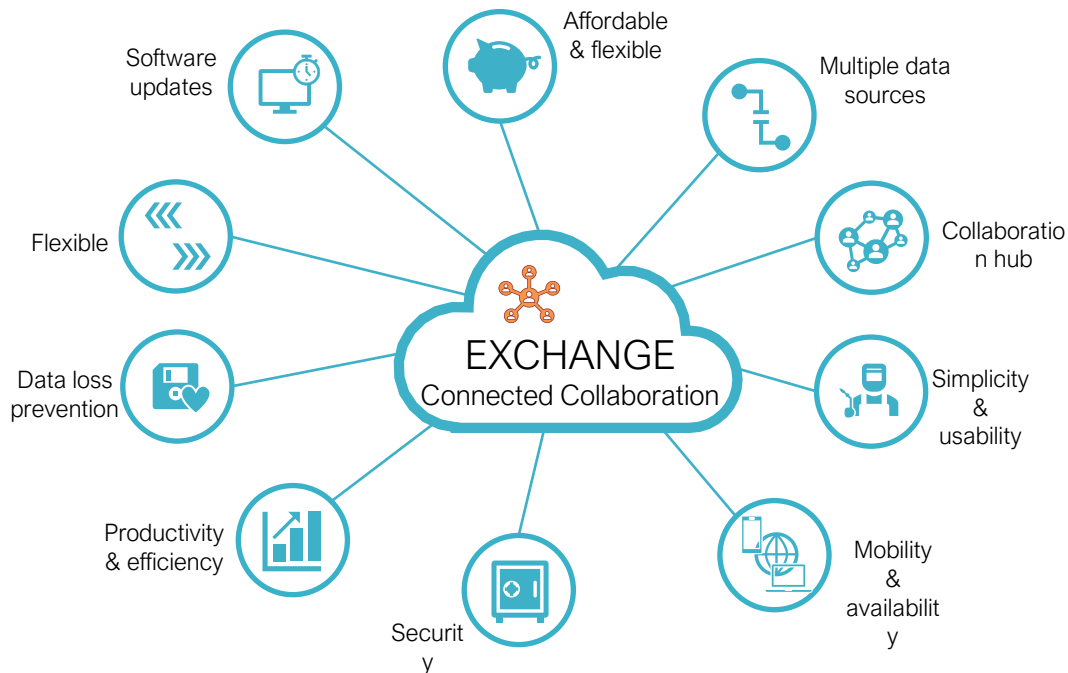 Affordable
& flexible
Software
updates
Multiple data
sources
Flexible
Collaboratio
n hub
EXCHANGE
Connected Collaboration
Data loss
prevention
Simplicity
&
usability
Productivity
& efficiency
Mobility
&
availabilit
y
Securit
y